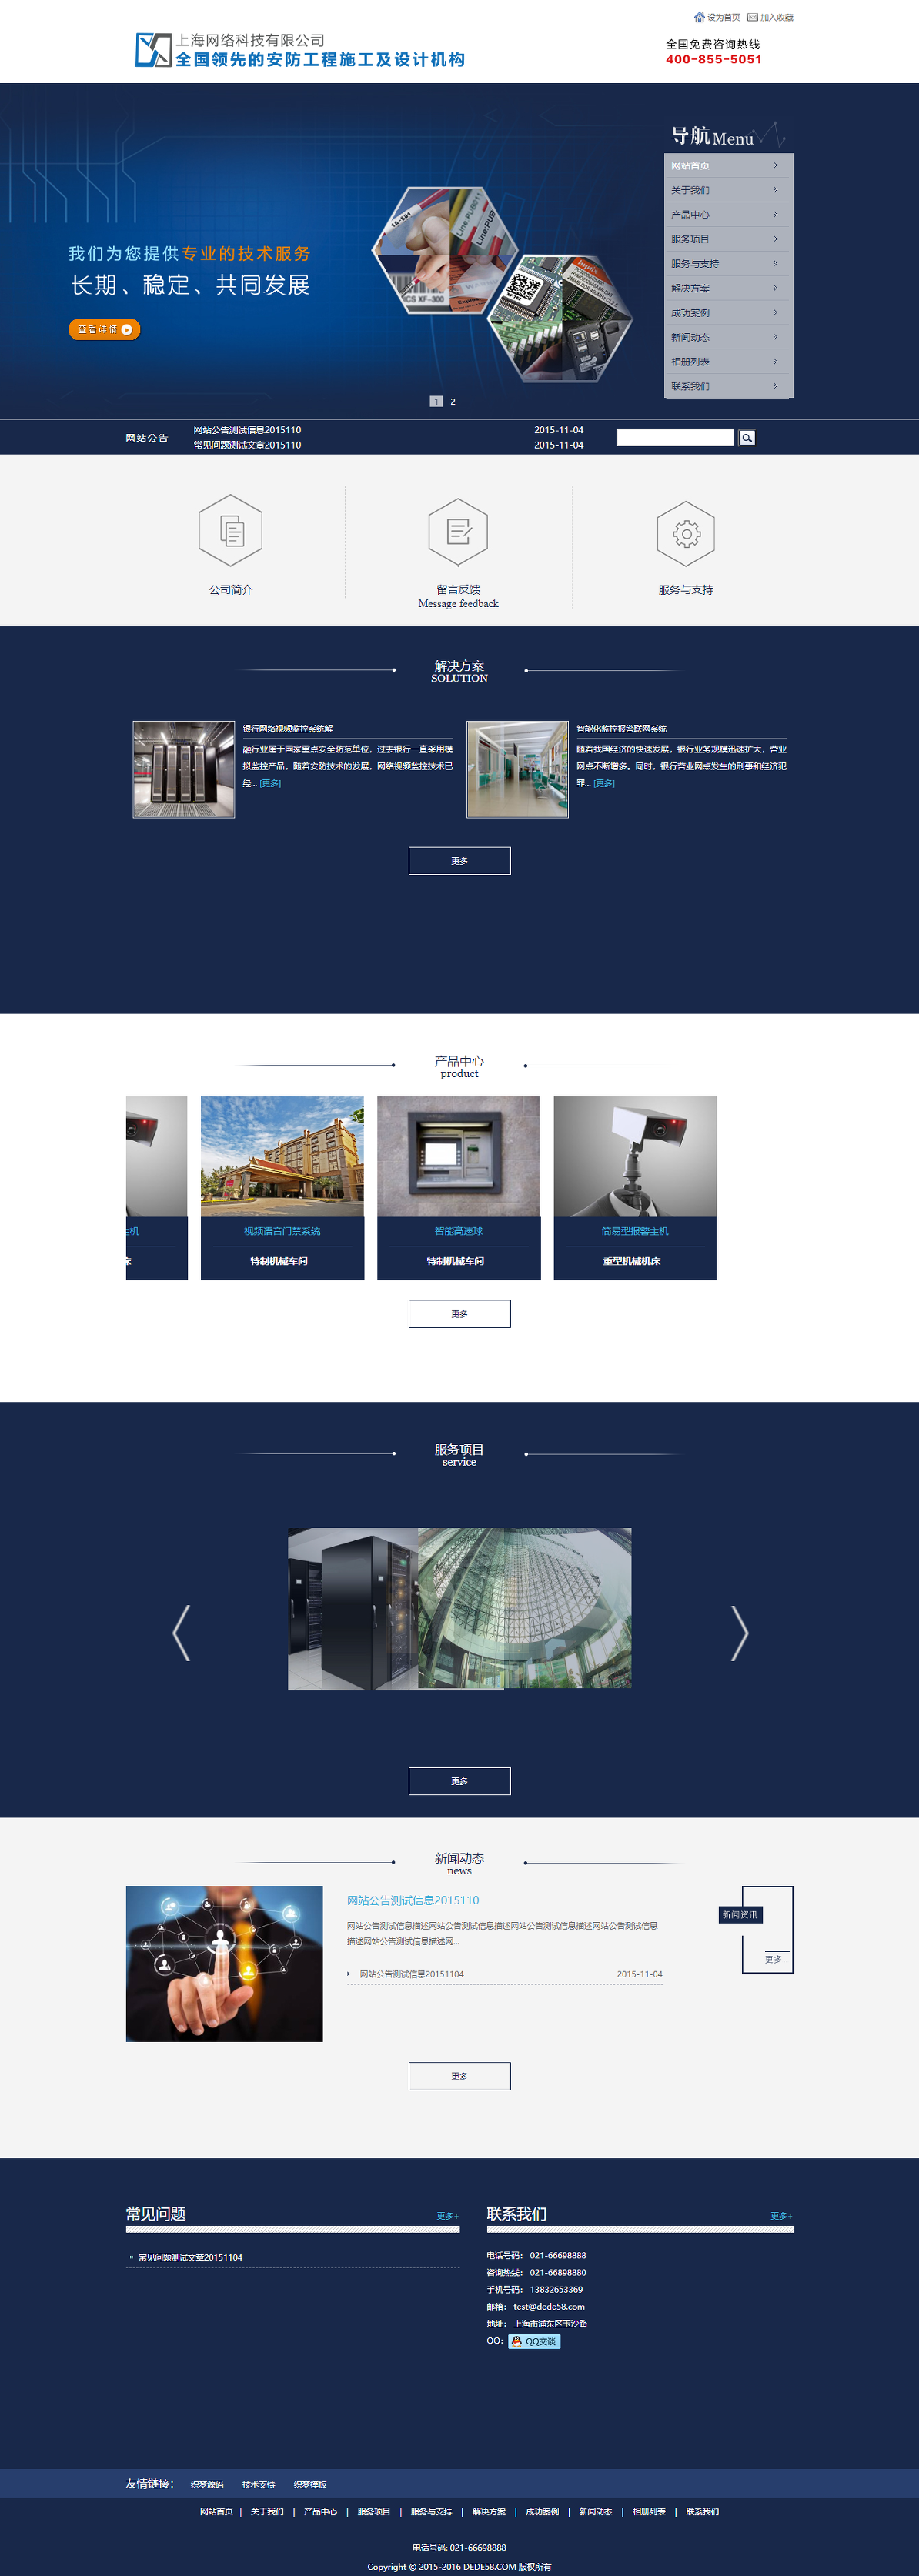 设为首页 加入收藏
上海网络科技有限公司
全国领先的安防工程施工及设计机构
全国免费咨询热线
400-855-5051
导航Menu
网站首页
关于我们
产品中心
服务项目
服务与支持
解决方案
成功案例
新闻动态
相册列表
联系我们
我们为您提供专业的技术服务
长期、稳定、共同发展
查看详情
1 2
网站公告
网站公告测试信息2015110 2015-11-04
常见问题测试文章2015110 2015-11-04
公司简介
留言反馈
Message feedback
服务与支持
解决方案
SOLUTION
银行网络视频监控系统解
融行业属于国家重点安全防范单位，过去银行一直采用模
拟监控产品，随着安防技术的发展，网络视频监控技术已
经... [更多]
智能化监控报警联网系统
随着我国经济的快速发展，银行业务规模迅速扩大，营业
网点不断增多。同时，银行营业网点发生的刑事和经济犯
罪... [更多]
更多
产品中心
product
主机
床
视频语音门禁系统
特制机械车间
智能高速球
特制机械车间
简易型报警主机
重型机械机床
更多
服务项目
service
更多
新闻动态
news
网站公告测试信息2015110
网站公告测试信息描述网站公告测试信息描述网站公告测试信息描述网站公告测试信息
描述网站公告测试信息描述网...
网站公告测试信息20151104 2015-11-04
新闻资讯
更多..
更多
常见问题 更多+
常见问题测试文章20151104
联系我们 更多+
电话号码： 021-66698888
咨询热线： 021-66898880
手机号码： 13832653369
邮箱： test@dede58.com
地址： 上海市浦东区玉沙路
QQ: QQ交谈
友情链接： 织梦源码 技术支持 织梦模板
网站首页 | 关于我们 | 产品中心 | 服务项目 | 服务与支持 | 解决方案 | 成功案例 | 新闻动态 | 相册列表 | 联系我们
电话号码: 021-66698888
Copyright © 2015-2016 DEDE58.COM 版权所有